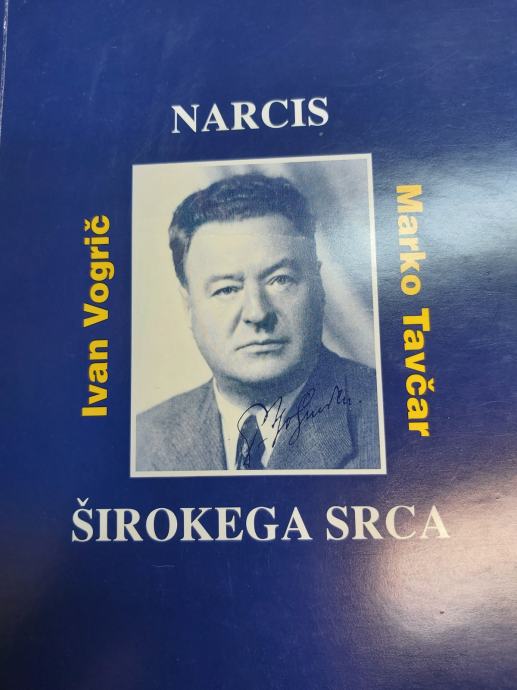 NARCIS
Ivan Vogrič
Marko Tavčar
ŠIROKEGA SRCA